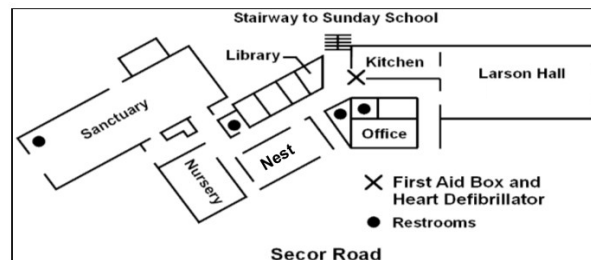 Stairway to Sunday School
Library
Kitchen
Larson Hall
Sanctuary
Office
Nest
Nursery
First Aid Box and
Heart Defibrillator
Restrooms
Secor Road